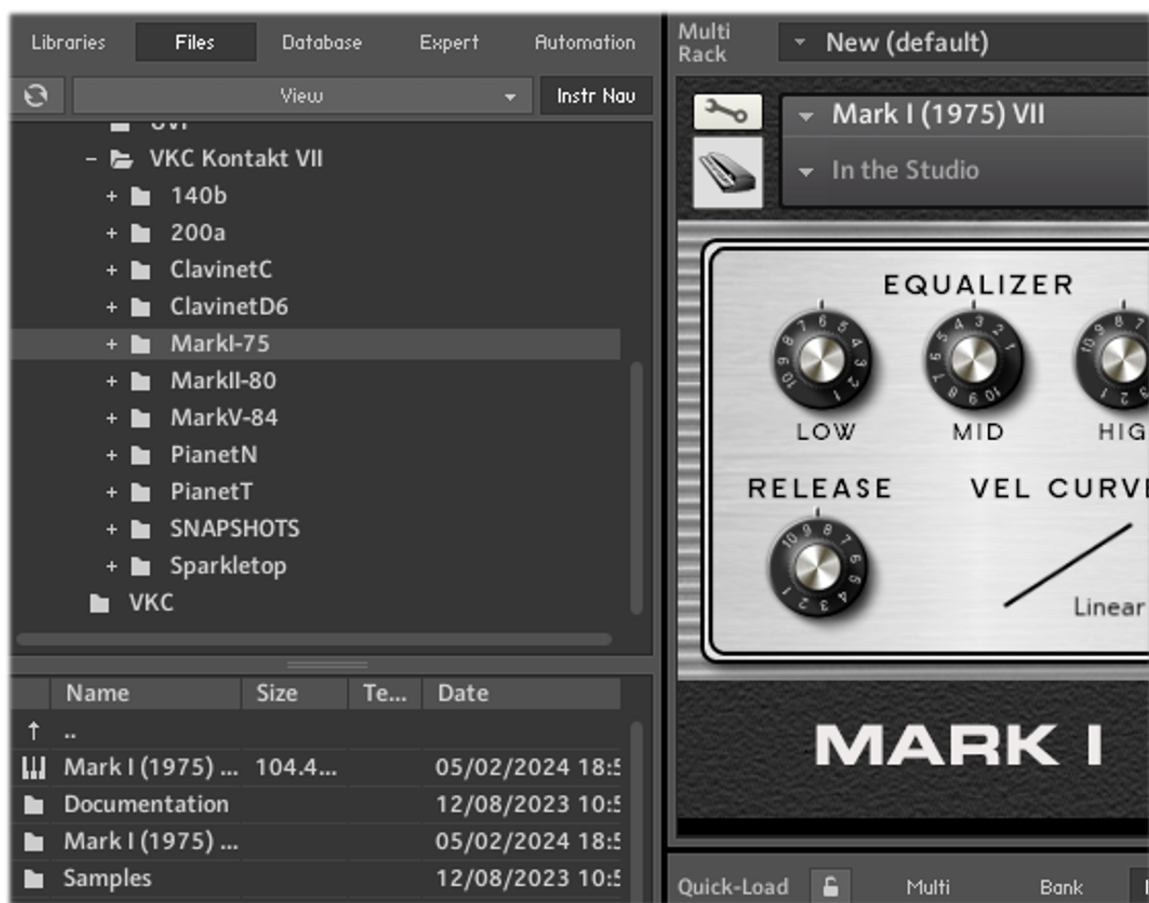 Libraries Files Database Expert Automation
View Instr Nav
VKC Kontakt VII
140b
200a
ClavinetC
ClavinetD6
MarkI-75
MarkII-80
MarkV-84
PianetN
PianetT
SNAPSHOTS
Sparkletop
VKC
Name Size Te... Date
..
Mark I (1975) ... 104.4... 05/02/2024 18:5
Documentation 12/08/2023 10:5
Mark I (1975) ... 05/02/2024 18:5
Samples 12/08/2023 10:5
Multi
Rack
New (default)
Mark I (1975) VII
In the Studio
EQUALIZER
LOW MID HIG
RELEASE VEL CURVE
Linear
MARK I
Quick-Load Multi Bank